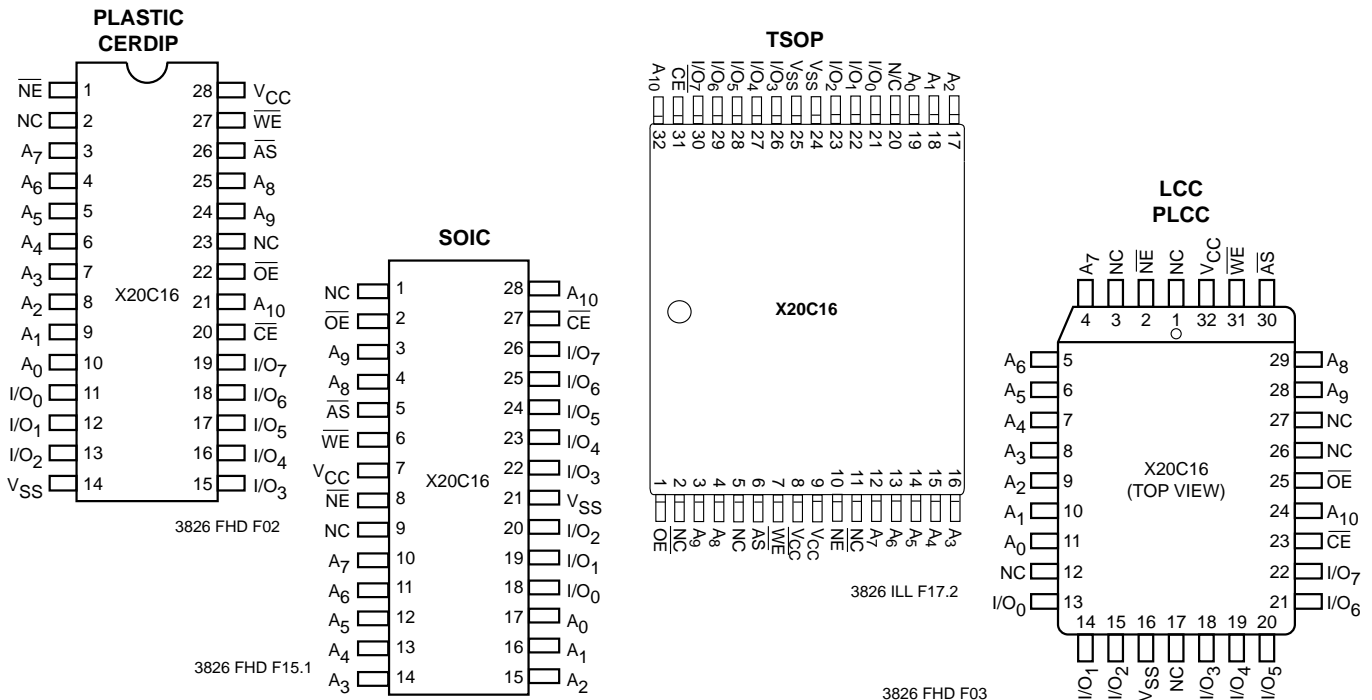 PLASTIC
CERDIP
NE 1 28 VCC
NC 2 27 WE
A7 3 26 AS
A6 4 25 A8
A5 5 24 A9
A4 6 23 NC
A3 7 22 OE
A2 8 X20C16 21 A10
A1 9 20 CE
A0 10 19 I/O7
I/O0 11 18 I/O6
I/O1 12 17 I/O5
I/O2 13 16 I/O4
VSS 14 15 I/O3
3826 FHD F02
SOIC
NC 1 28 A10
OE 2 27 CE
A9 3 26 I/O7
A8 4 25 I/O6
AS 5 24 I/O5
WE 6 23 I/O4
VCC 7 X20C16 22 I/O3
NE 8 21 VSS
NC 9 20 I/O2
A7 10 19 I/O1
A6 11 18 I/O0
A5 12 17 A0
A4 13 16 A1
A3 14 15 A2
3826 FHD F15.1
TSOP
A10 CE I/O7 I/O6 I/O5 I/O4 I/O3 VSS VSS I/O2 I/O1 I/O0 N/C A0 A1 A2
32 31 30 29 28 27 26 25 24 23 22 21 20 19 18 17
X20C16
1 2 3 4 5 6 7 8 9 10 11 12 13 14 15 16
OE NC A9 A8 NC AS WE VCC VCC NE NC A7 A6 A5 A4 A3
3826 ILL F17.2
LCC
PLCC
A7 NC NE NC VCC WE AS
4 3 2 1 32 31 30
A6 5 29 A8
A5 6 28 A9
A4 7 27 NC
A3 8 26 NC
A2 9 X20C16 25 OE
A1 10 (TOP VIEW) 24 A10
A0 11 23 CE
NC 12 22 I/O7
I/O0 13 21 I/O6
14 15 16 17 18 19 20
I/O1 I/O2 VSS NC I/O3 I/O4 I/O5
3826 FHD F03